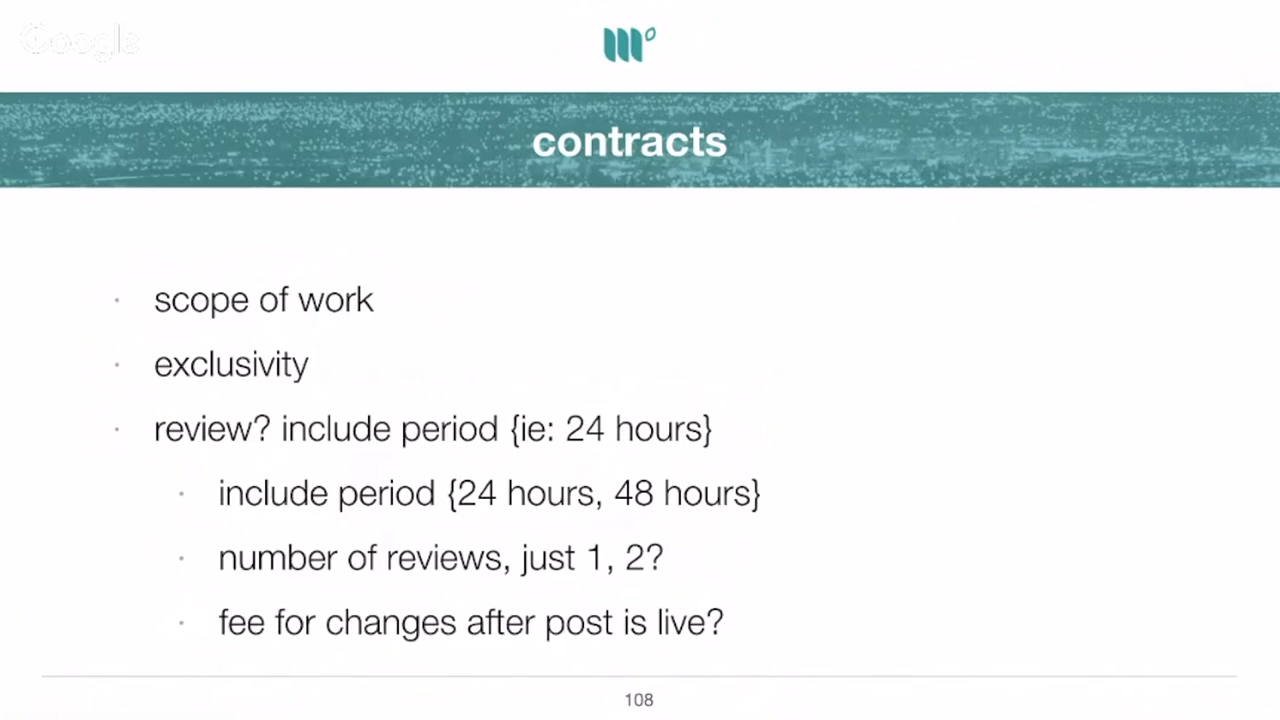 Google
contracts
· scope of work
· exclusivity
· review? include period {ie: 24 hours}
· include period {24 hours, 48 hours}
· number of reviews, just 1, 2?
· fee for changes after post is live?
108